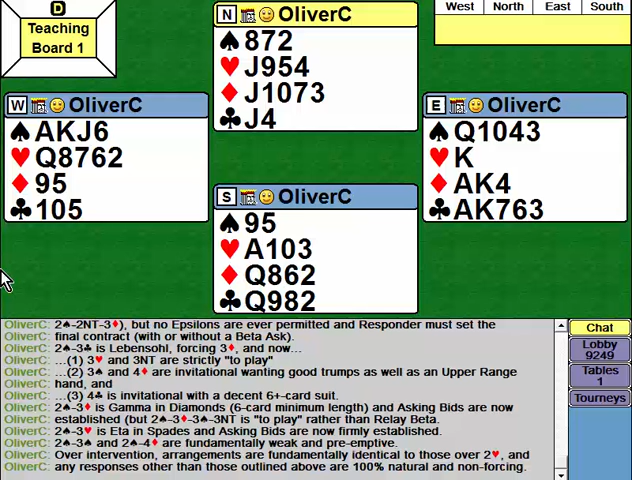 D
Teaching
Board 1
N OliverC
♠872
♥J954
♦J1073
♣J4
West North East South
W OliverC
♠AKJ6
♥Q8762
♦95
♣105
E OliverC
♠Q1043
♥K
♦AK4
♣AK763
S OliverC
♠95
♥A103
♦Q862
♣Q982
OliverC: 2♠-2NT-3♦), but no Epsilons are ever permitted and Responder must set the
OliverC: final contract (with or without a Beta Ask).
OliverC: 2♠-3♣ is Lebensohl, forcing 3♦, and now...
OliverC: ...(1) 3♥ and 3NT are strictly "to play"
OliverC: ...(2) 3♠ and 4♦ are invitational wanting good trumps as well as an Upper Range
OliverC: hand, and
OliverC: ...(3) 4♣ is invitational with a decent 6+-card suit.
OliverC: 2♠-3♦ is Gamma in Diamonds (6-card minimum length) and Asking Bids are now
OliverC: established (but 2♠-3♦-3♠-3NT is "to play" rather than Relay Beta.
OliverC: 2♠-3♥ is Eta in Spades and Asking Bids are now firmly established.
OliverC: 2♠-3♠ and 2♠-4♦ are fundamentally weak and pre-emptive.
OliverC: Over intervention, arrangements are fundamentally identical to those over 2♥, and
OliverC: any responses other than those outlined above are 100% natural and non-forcing.
Chat
Lobby
9249
Tables
1
Tourneys